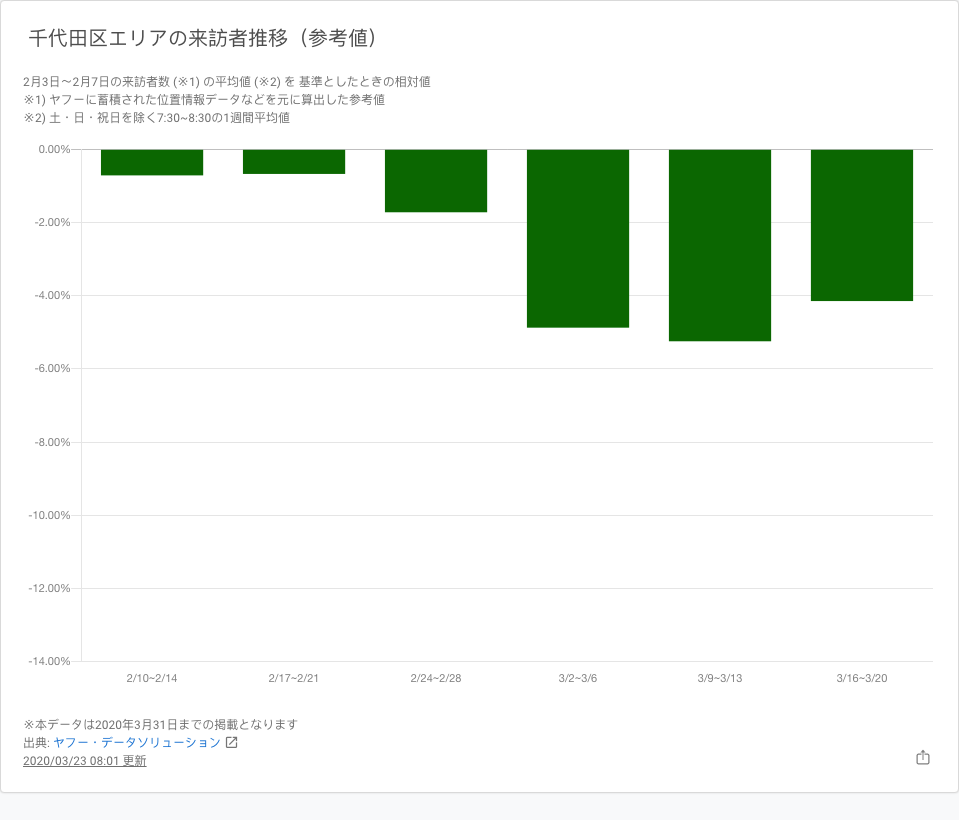 千代田区エリアの来訪者推移（参考値）
2月3日～2月7日の来訪者数 (※1) の平均値 (※2) を 基準としたときの相対値
※1) ヤフーに蓄積された位置情報データなどを元に算出した参考値
※2) 土・日・祝日を除く7:30~8:30の1週間平均値
0.00%
-2.00%
-4.00%
-6.00%
-8.00%
-10.00%
-12.00%
-14.00%
2/10~2/14
2/17~2/21
2/24~2/28
3/2~3/6
3/9~3/13
3/16~3/20
※本データは2020年3月31日までの掲載となります
出典: ヤフー・データソリューション
2020/03/23 08:01 更新